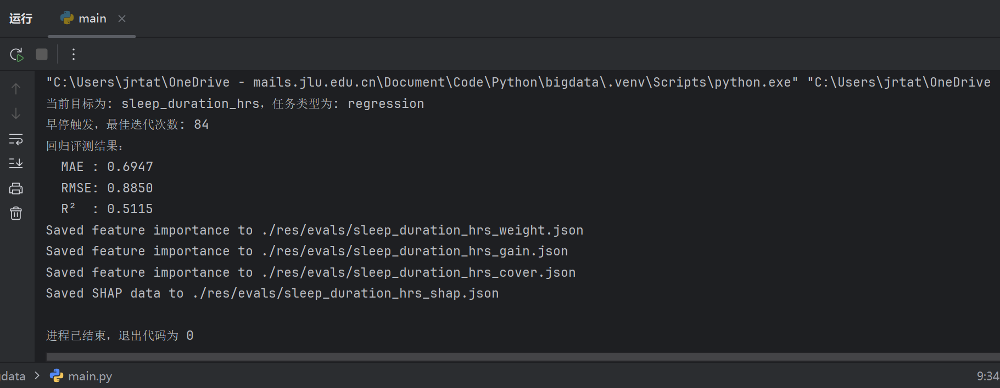 运行 main
"C:\Users\jrtat\OneDrive - mails.jlu.edu.cn\Document\Code\Python\bigdata\.venv\Scripts\python.exe" "C:\Users\jrtat\OneDrive
当前目标为: sleep_duration_hrs，任务类型为: regression
早停触发，最佳迭代次数: 84
回归评测结果:
MAE : 0.6947
RMSE: 0.8850
R² : 0.5115
Saved feature importance to ./res/evals/sleep_duration_hrs_weight.json
Saved feature importance to ./res/evals/sleep_duration_hrs_gain.json
Saved feature importance to ./res/evals/sleep_duration_hrs_cover.json
Saved SHAP data to ./res/evals/sleep_duration_hrs_shap.json
进程已结束，退出代码为 0
data > main.py 9:34